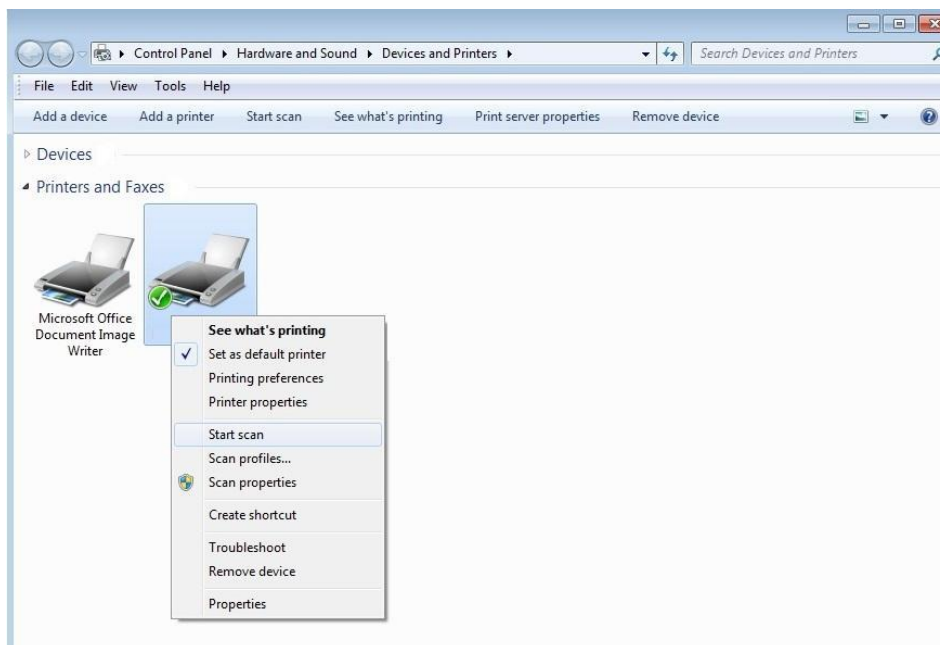 Control Panel Hardware and Sound Devices and Printers Search Devices and Printers
File Edit View Tools Help
Add a device Add a printer Start scan See what's printing Print server properties Remove device
Devices
Printers and Faxes
Microsoft Office
Document Image
Writer
See what's printing
Set as default printer
Printing preferences
Printer properties
Start scan
Scan profiles...
Scan properties
Create shortcut
Troubleshoot
Remove device
Properties